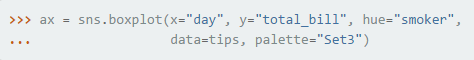 >>> ax = sns.boxplot(x="day", y="total_bill", hue="smoker",
...                  data=tips, palette="Set3")